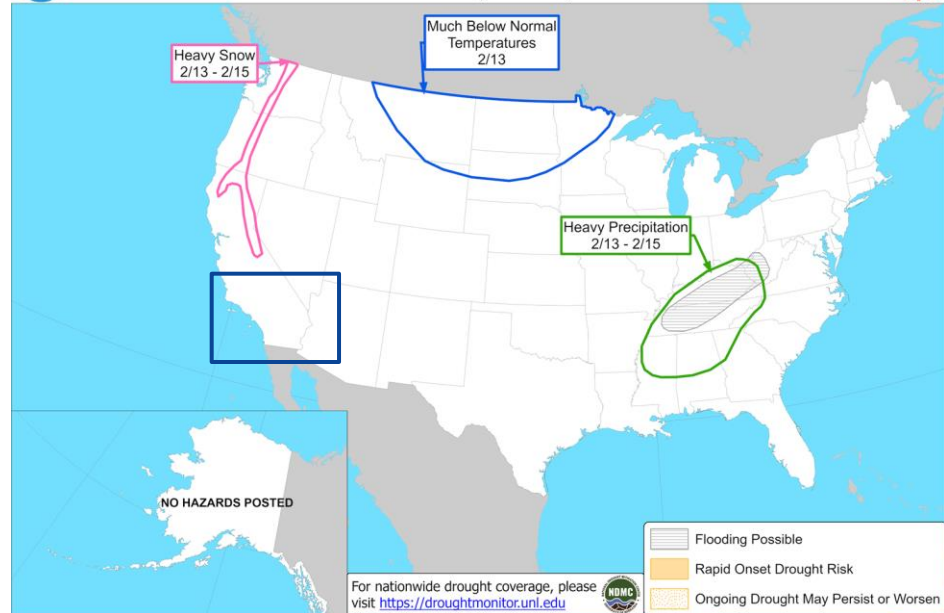 Much Below Normal
Temperatures
2/13
Heavy Snow
2/13 - 2/15
Heavy Precipitation
2/13 - 2/15
NO HAZARDS POSTED
For nationwide drought coverage, please
visit https://droughtmonitor.unl.edu
NDMC
Flooding Possible
Rapid Onset Drought Risk
Ongoing Drought May Persist or Worsen